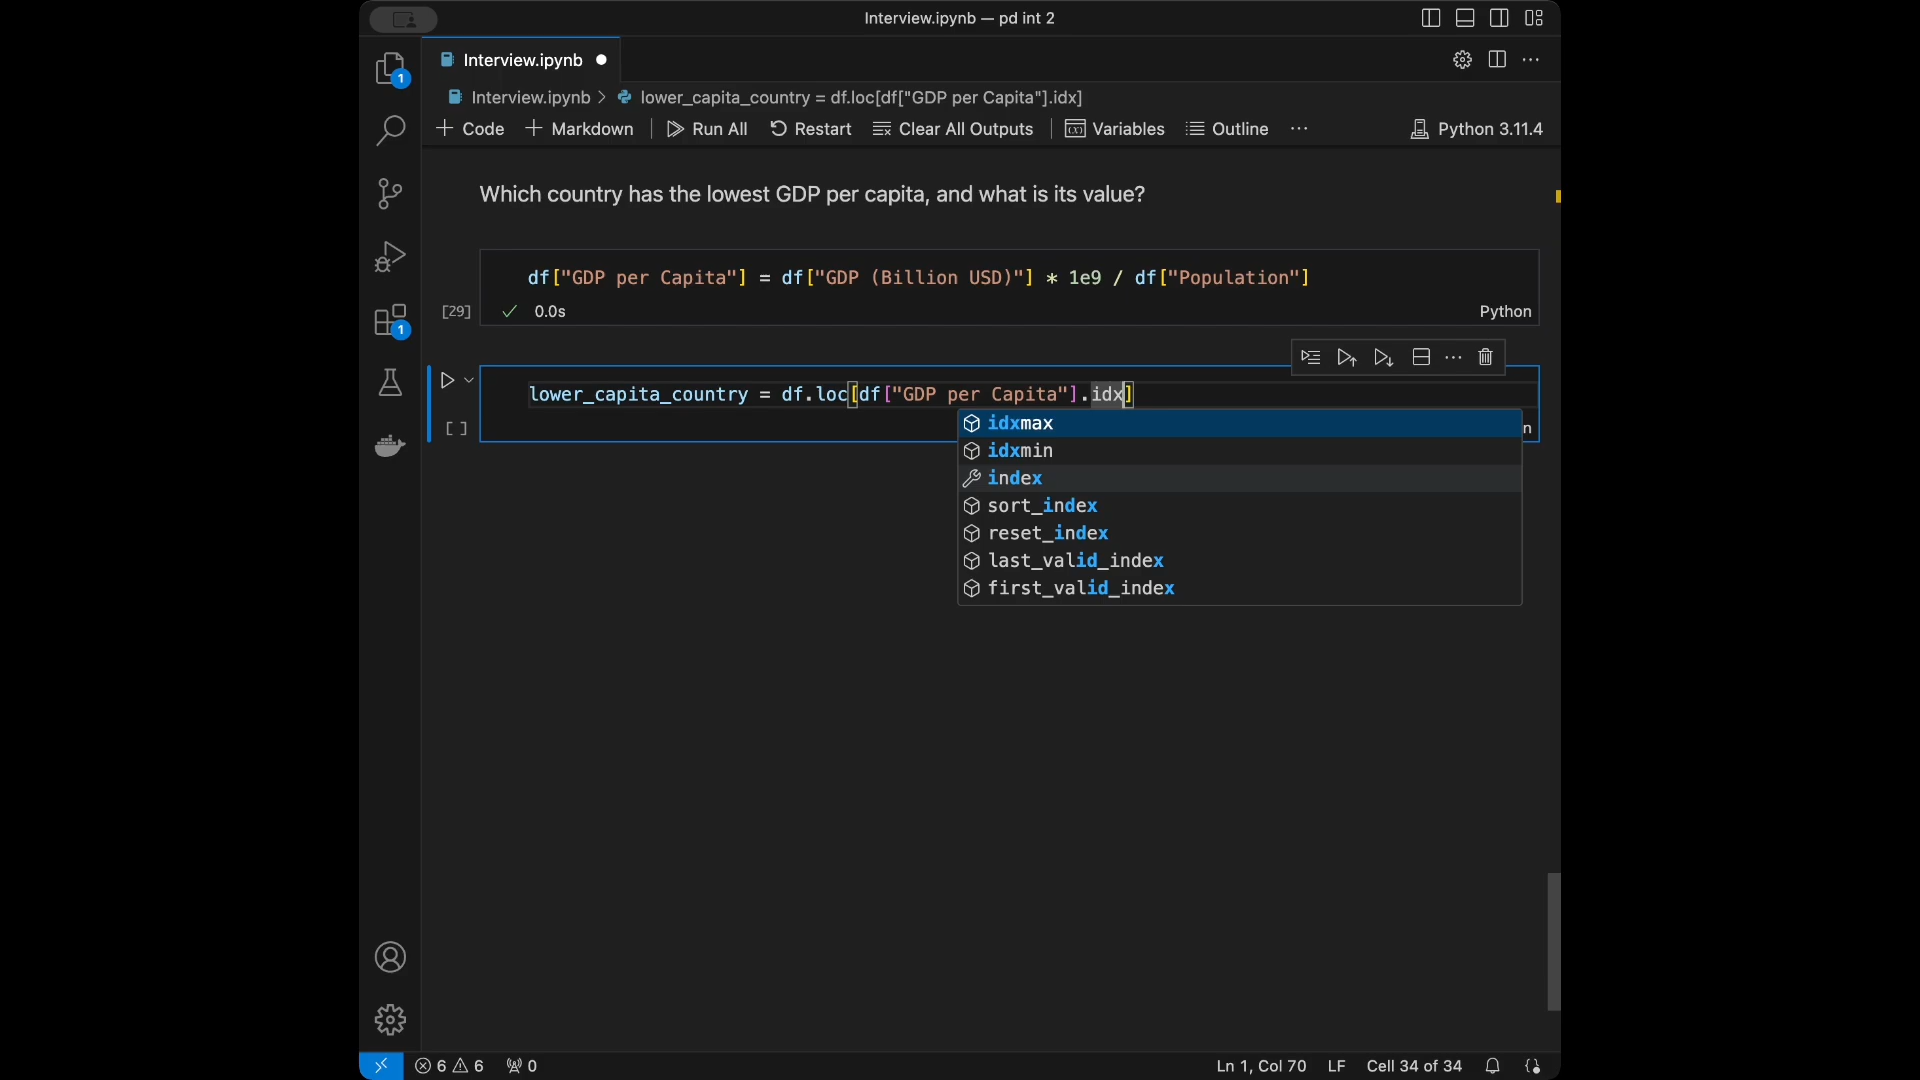 Interview.ipynb — pd int 2
Interview.ipynb
1
Interview.ipynb > lower_capita_country = df.loc[df["GDP per Capita"].idx]
Code Markdown Run All Restart Clear All Outputs Variables Outline ... Python 3.11.4
Which country has the lowest GDP per capita, and what is its value?
df["GDP per Capita"] = df["GDP (Billion USD)"] * 1e9 / df["Population"]
[29] 0.0s Python
1
lower_capita_country = df.loc[df["GDP per Capita"].idx]
[ ] n
idxmax
idxmin
index
sort_index
reset_index
last_valid_index
first_valid_index
6 6 0 Ln 1, Col 70 LF Cell 34 of 34